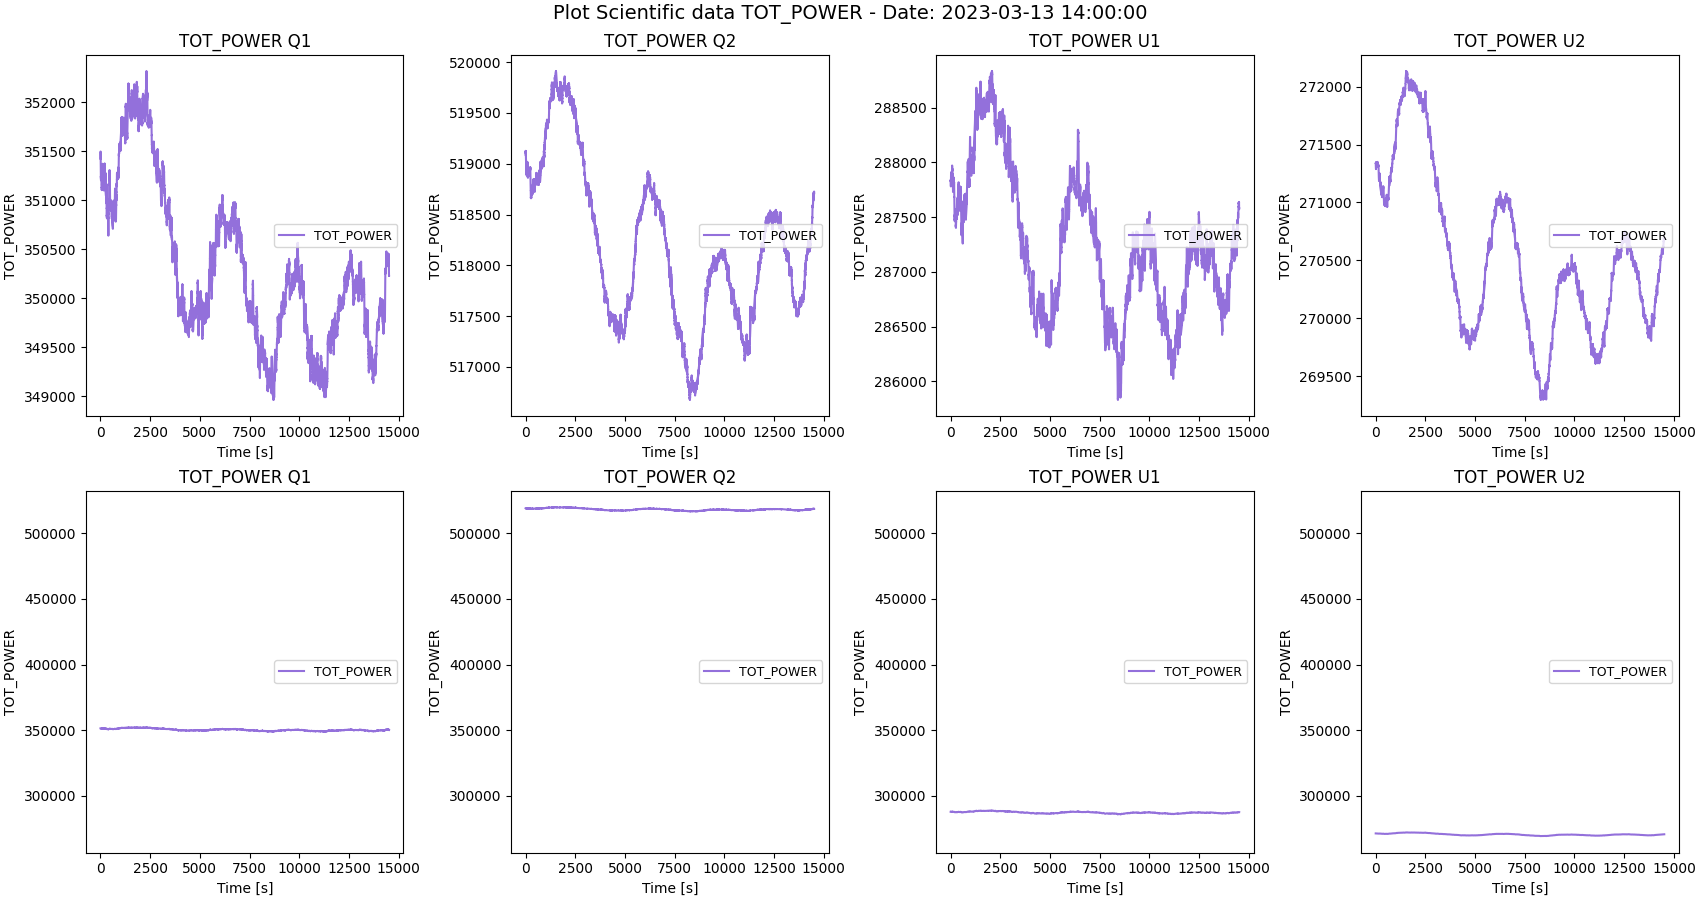 Plot Scientific data TOT_POWER - Date: 2023-03-13 14:00:00
TOT_POWER Q1
TOT_POWER
352000
351500
351000
350500
350000
349500
349000
TOT_POWER
0 2500 5000 7500 10000 12500 15000
Time [s]
TOT_POWER Q2
TOT_POWER
520000
519500
519000
518500
518000
517500
517000
TOT_POWER
0 2500 5000 7500 10000 12500 15000
Time [s]
TOT_POWER U1
TOT_POWER
288500
288000
287500
287000
286500
286000
TOT_POWER
0 2500 5000 7500 10000 12500 15000
Time [s]
TOT_POWER U2
TOT_POWER
272000
271500
271000
270500
270000
269500
TOT_POWER
0 2500 5000 7500 10000 12500 15000
Time [s]
TOT_POWER Q1
TOT_POWER
500000
450000
400000
350000
300000
TOT_POWER
0 2500 5000 7500 10000 12500 15000
Time [s]
TOT_POWER Q2
TOT_POWER
500000
450000
400000
350000
300000
TOT_POWER
0 2500 5000 7500 10000 12500 15000
Time [s]
TOT_POWER U1
TOT_POWER
500000
450000
400000
350000
300000
TOT_POWER
0 2500 5000 7500 10000 12500 15000
Time [s]
TOT_POWER U2
TOT_POWER
500000
450000
400000
350000
300000
TOT_POWER
0 2500 5000 7500 10000 12500 15000
Time [s]